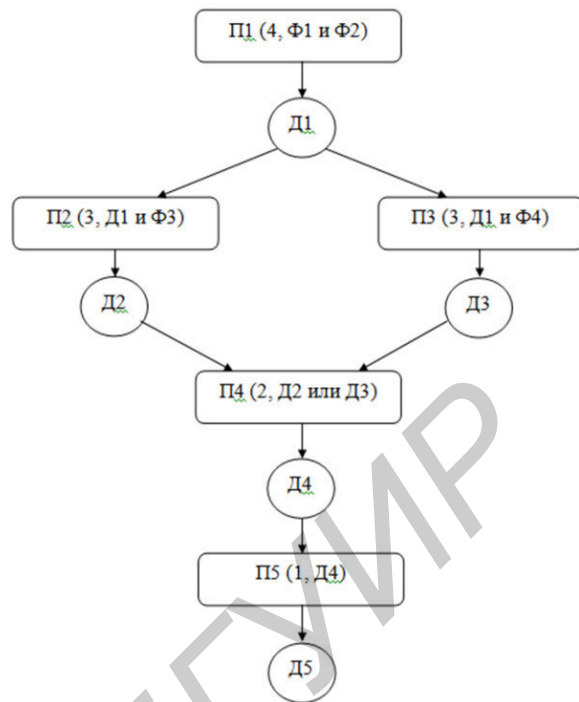 П1 (4, Ф1 и Ф2)
Д1
П2 (3, Д1 и Ф3)
П3 (3, Д1 и Ф4)
Д2
Д3
П4 (2, Д2 или Д3)
Д4
П5 (1, Д4)
Д5
ГУИР